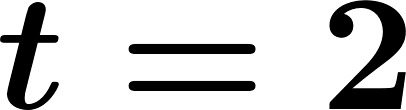 t = 2